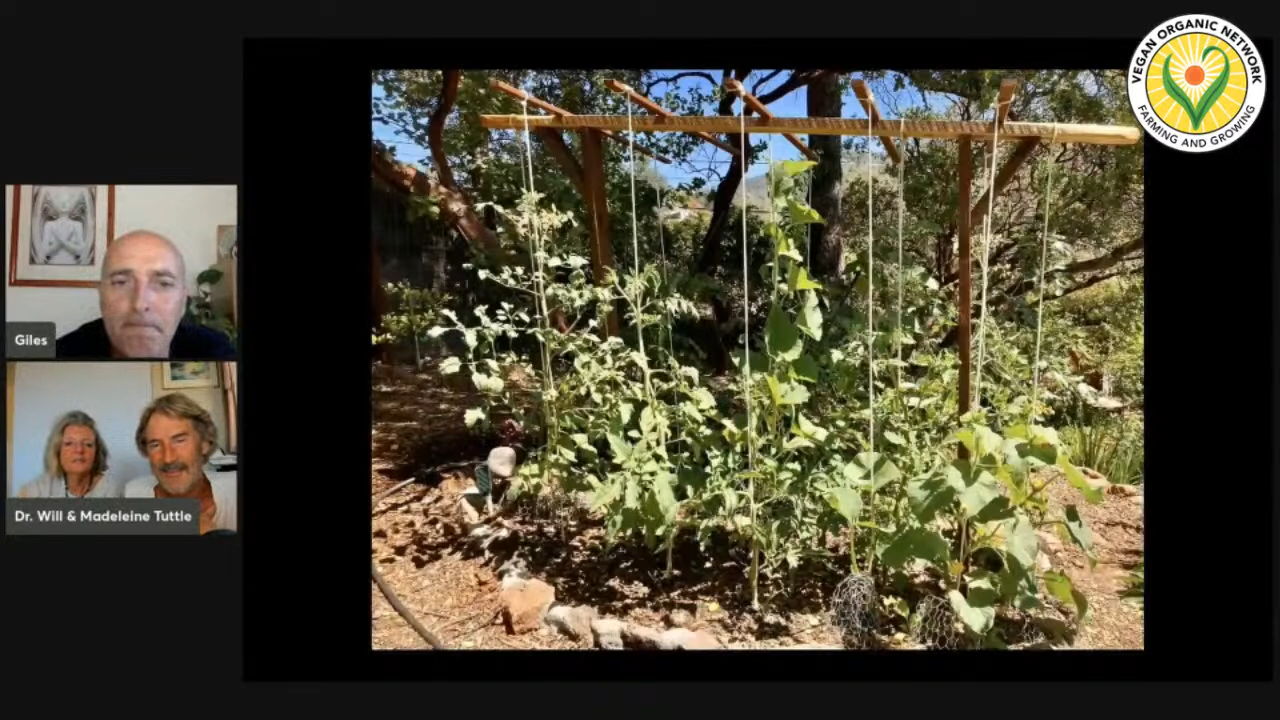 VEGAN ORGANIC NETWORK
FARMING AND GROWING
Giles
Dr. Will & Madeleine Tuttle